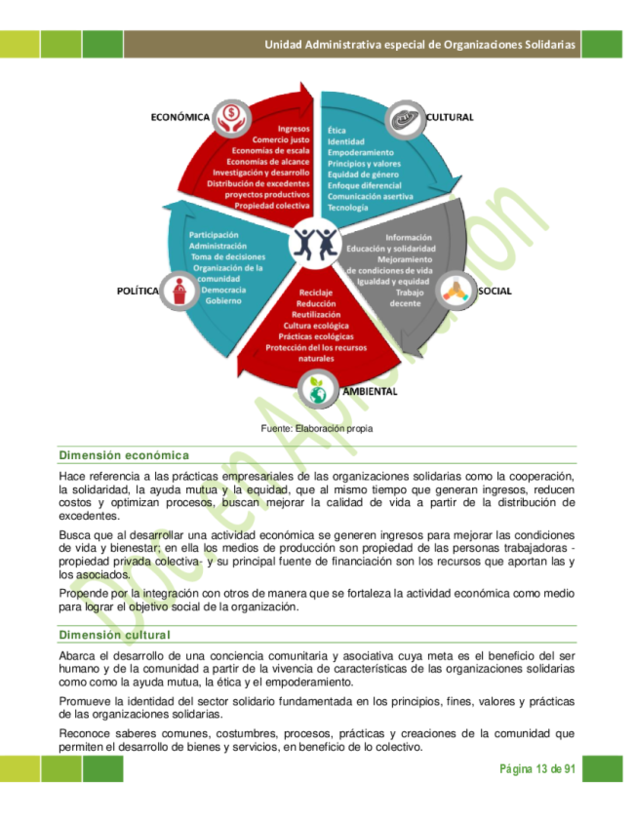 Unidad Administrativa especial de Organizaciones Solidarias
ECONÓMICA
Ingresos
Comercio justo
Economías de escala
Economías de alcance
Investigación y desarrollo
Distribución de excedentes
proyectos productivos
Propiedad colectiva
CULTURAL
Ética
Identidad
Empoderamiento
Principios y valores
Equidad de género
Enfoque diferencial
Comunicación asertiva
Tecnología
POLÍTICA
Participación
Administración
Toma de decisiones
Organización de la
comunidad
Democracia
Gobierno
SOCIAL
Información
Educación y solidaridad
Mejoramiento
de condiciones de vida
Igualdad y equidad
Trabajo
decente
Reciclaje
Reducción
Reutilización
Cultura ecológica
Prácticas ecológicas
Protección del los recursos
naturales
AMBIENTAL
Fuente: Elaboración propia
Dimensión económica
Hace referencia a las prácticas empresariales de las organizaciones solidarias como la cooperación,
la solidaridad, la ayuda mutua y la equidad, que al mismo tiempo que generan ingresos, reducen
costos y optimizan procesos, buscan mejorar la calidad de vida a partir de la distribución de
excedentes.
Busca que al desarrollar una actividad económica se generen ingresos para mejorar las condiciones
de vida y bienestar; en ella los medios de producción son propiedad de las personas trabajadoras -
propiedad privada colectiva- y su principal fuente de financiación son los recursos que aportan las y
los asociados.
Propende por la integración con otros de manera que se fortaleza la actividad económica como medio
para lograr el objetivo social de la organización.
Dimensión cultural
Abarca el desarrollo de una conciencia comunitaria y asociativa cuya meta es el beneficio del ser
humano y de la comunidad a partir de la vivencia de características de las organizaciones solidarias
como como la ayuda mutua, la ética y el empoderamiento.
Promueve la identidad del sector solidario fundamentada en los principios, fines, valores y prácticas
de las organizaciones solidarias.
Reconoce saberes comunes, costumbres, procesos, prácticas y creaciones de la comunidad que
permiten el desarrollo de bienes y servicios, en beneficio de lo colectivo.
Doc. en Aprobación
Página 13 de 91